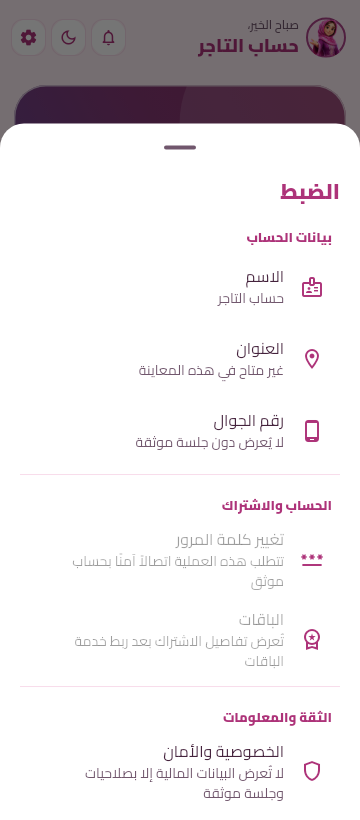 صباح الخير،
حساب التاجر
الضبط
بيانات الحساب
الاسم
حساب التاجر
العنوان
غير متاح في هذه المعاينة
رقم الجوال
لا يُعرض دون جلسة موثقة
الحساب والاشتراك
تغيير كلمة المرور
تتطلب هذه العملية اتصالاً آمنًا بحساب
موثق
الباقات
تُعرض تفاصيل الاشتراك بعد ربط خدمة
الباقات
الثقة والمعلومات
الخصوصية والأمان
لا تُعرض البيانات المالية إلا بصلاحيات
وجلسة موثقة